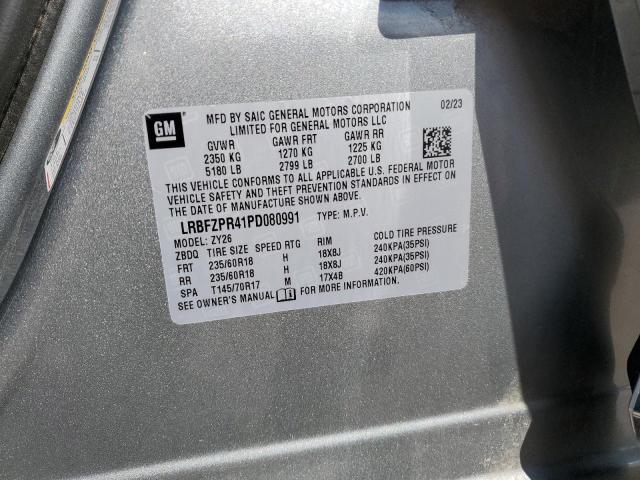 GM
MFD BY SAIC GENERAL MOTORS CORPORATION 02/23
LIMITED FOR GENERAL MOTORS LLC
GVWR GAWR FRT GAWR RR
2350 KG 1270 KG 1225 KG
5180 LB 2799 LB 2700 LB
THIS VEHICLE CONFORMS TO ALL APPLICABLE U.S. FEDERAL MOTOR
VEHICLE SAFETY AND THEFT PREVENTION STANDARDS IN EFFECT ON
THE DATE OF MANUFACTURE SHOWN ABOVE.
LRBFZPR41PD080991 TYPE: M.P.V.
MODEL: ZY26
ZBDQ TIRE SIZE SPEED RTG RIM COLD TIRE PRESSURE
FRT 235/60R18 H 18X8J 240KPA(35PSI)
RR 235/60R18 H 18X8J 240KPA(35PSI)
SPA T145/70R17 M 17X4B 420KPA(60PSI)
SEE OWNER'S MANUAL FOR MORE INFORMATION.